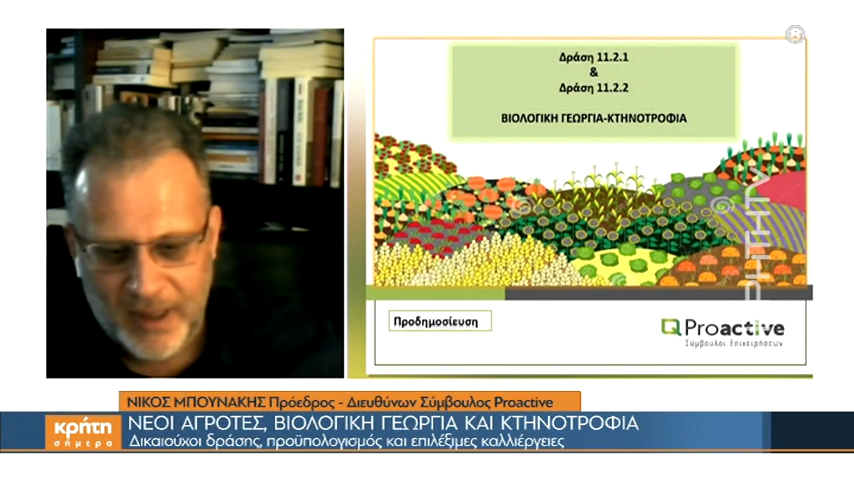 Δράση 11.2.1
&
Δράση 11.2.2
ΒΙΟΛΟΓΙΚΗ ΓΕΩΡΓΙΑ-ΚΤΗΝΟΤΡΟΦΙΑ
ΡΗΤΗTV
Προδημοσίευση
Proactive
Σύμβουλοι Επιχειρήσεων
ΝΙΚΟΣ ΜΠΟΥΝΑΚΗΣ Πρόεδρος - Διευθύνων Σύμβουλος Proactive
κρήτη
σήμερα
ΝΕΟΙ ΑΓΡΟΤΕΣ, ΒΙΟΛΟΓΙΚΗ ΓΕΩΡΓΙΑ ΚΑΙ ΚΤΗΝΟΤΡΟΦΙΑ
Δικαιούχοι δράσης, προϋπολογισμός και επιλέξιμες καλλιέργειες